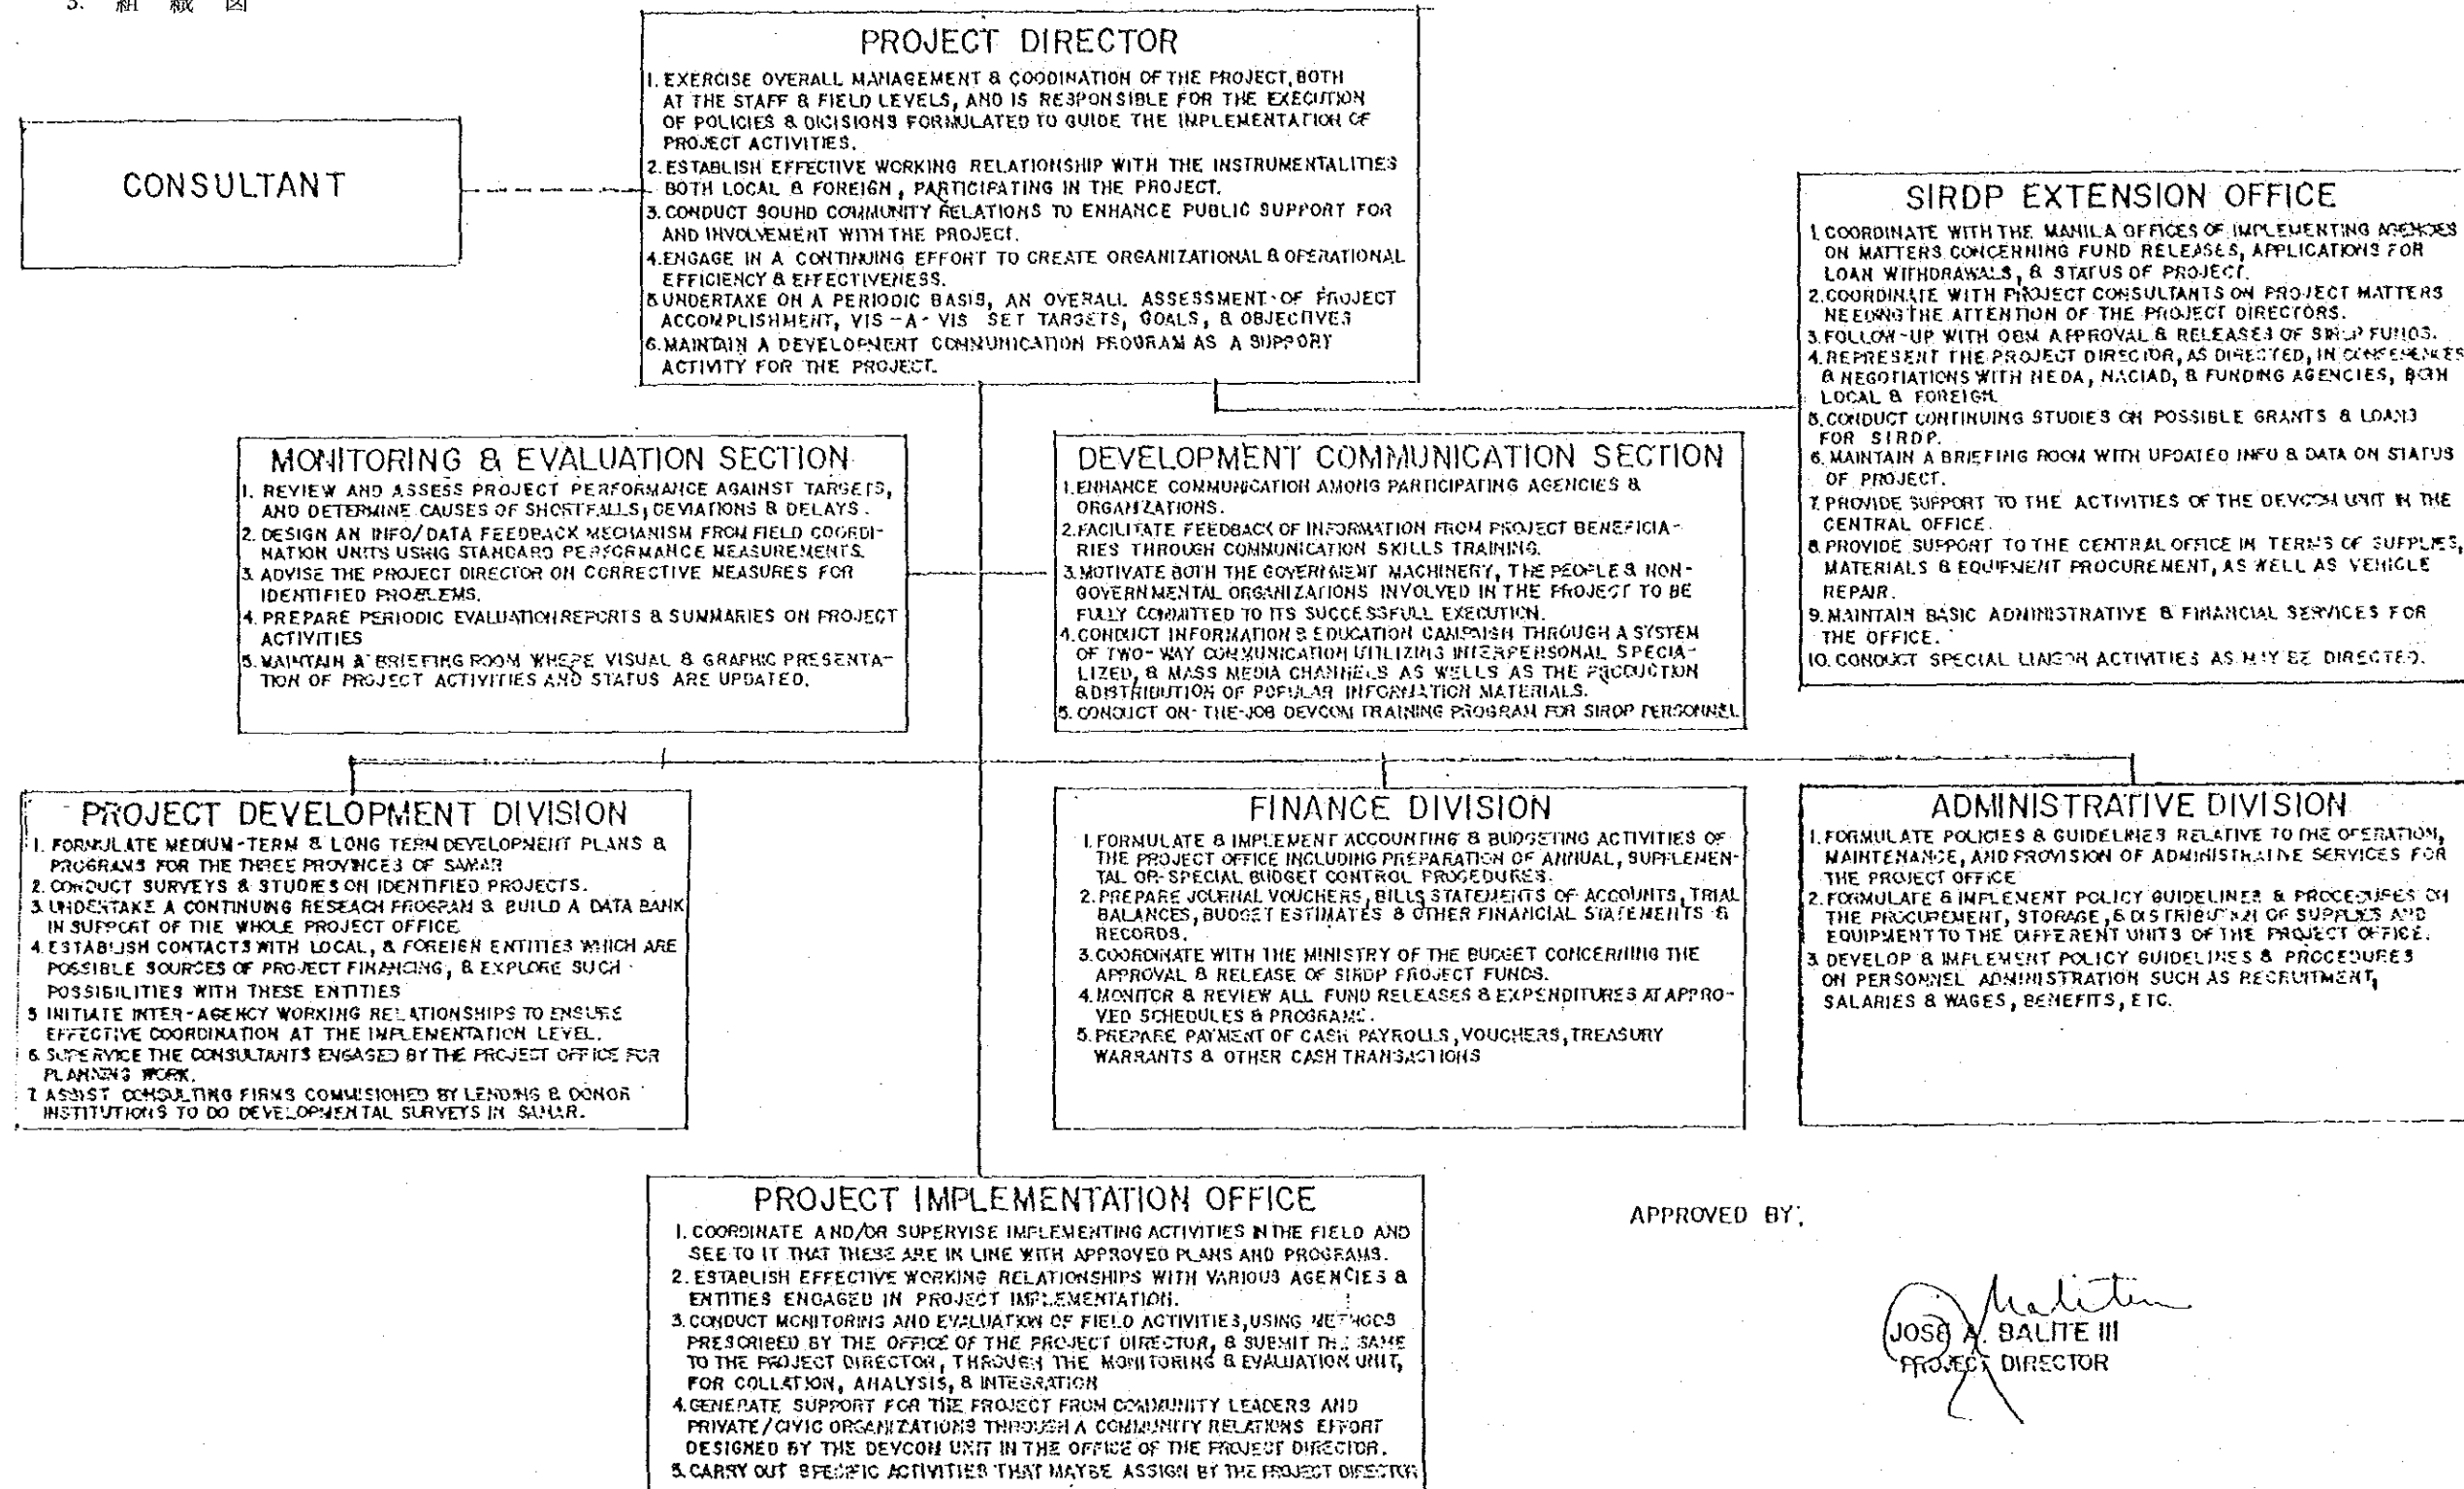 3. 組 織 図
PROJECT DIRECTOR
1. EXERCISE OVERALL MANAGEMENT & COODINATION OF THE PROJECT, BOTH
AT THE STAFF & FIELD LEVELS, AND IS RESPONSIBLE FOR THE EXECUTION
OF POLICIES & DICISIONS FORMULATED TO GUIDE THE IMPLEMENTATION OF
PROJECT ACTIVITIES.
2. ESTABLISH EFFECTIVE WORKING RELATIONSHIP WITH THE INSTRUMENTALITIES
BOTH LOCAL & FOREIGN, PARTICIPATING IN THE PROJECT.
3. CONDUCT SOUND COMMUNITY RELATIONS TO ENHANCE PUBLIC SUPPORT FOR
AND INVOLVEMENT WITH THE PROJECT.
4. ENGAGE IN A CONTINUING EFFORT TO CREATE ORGANIZATIONAL & OPERATIONAL
EFFICIENCY & EFFECTIVENESS.
5. UNDERTAKE ON A PERIODIC BASIS, AN OVERALL ASSESSMENT OF PROJECT
ACCOMPLISHMENT, VIS-A-VIS SET TARGETS, GOALS, & OBJECTIVES
6. MAINTAIN A DEVELOPMENT COMMUNICATION PROGRAM AS A SUPPORT
ACTIVITY FOR THE PROJECT.
CONSULTANT
SIRDP EXTENSION OFFICE
1. COORDINATE WITH THE MANILA OFFICES OF IMPLEMENTING AGENCIES
ON MATTERS CONCERNING FUND RELEASES, APPLICATIONS FOR
LOAN WITHDRAWALS, & STATUS OF PROJECT.
2. COORDINATE WITH PROJECT CONSULTANTS ON PROJECT MATTERS
NEEDING THE ATTENTION OF THE PROJECT DIRECTORS.
3. FOLLOW-UP WITH OBM APPROVAL & RELEASES OF SIRDP FUNDS.
4. REPRESENT THE PROJECT DIRECTOR, AS DIRECTED, IN CONFERENCES
& NEGOTIATIONS WITH NEDA, NACIAD, & FUNDING AGENCIES, BOTH
LOCAL & FOREIGN.
5. CONDUCT CONTINUING STUDIES ON POSSIBLE GRANTS & LOANS
FOR SIRDP.
6. MAINTAIN A BRIEFING ROOM WITH UPDATED INFO & DATA ON STATUS
OF PROJECT.
7. PROVIDE SUPPORT TO THE ACTIVITIES OF THE DEVCOM UNIT IN THE
CENTRAL OFFICE.
8. PROVIDE SUPPORT TO THE CENTRAL OFFICE IN TERMS OF SUPPLIES,
MATERIALS & EQUIPMENT PROCUREMENT, AS WELL AS VEHICLE
REPAIR.
9. MAINTAIN BASIC ADMINISTRATIVE & FINANCIAL SERVICES FOR
THE OFFICE.
10. CONDUCT SPECIAL LIAISON ACTIVITIES AS MAY BE DIRECTED.
MONITORING & EVALUATION SECTION
1. REVIEW AND ASSESS PROJECT PERFORMANCE AGAINST TARGETS,
AND DETERMINE CAUSES OF SHORTFALLS, DEVIATIONS & DELAYS.
2. DESIGN AN INFO/DATA FEEDBACK MECHANISM FROM FIELD COORDI-
NATION UNITS USING STANDARD PERFORMANCE MEASUREMENTS.
3. ADVISE THE PROJECT DIRECTOR ON CORRECTIVE MEASURES FOR
IDENTIFIED PROBLEMS.
4. PREPARE PERIODIC EVALUATION REPORTS & SUMMARIES ON PROJECT
ACTIVITIES
5. MAINTAIN A BRIEFING ROOM WHERE VISUAL & GRAPHIC PRESENTA-
TION OF PROJECT ACTIVITIES AND STATUS ARE UPDATED.
DEVELOPMENT COMMUNICATION SECTION
1. ENHANCE COMMUNICATION AMONG PARTICIPATING AGENCIES &
ORGANIZATIONS.
2. FACILITATE FEEDBACK OF INFORMATION FROM PROJECT BENEFICIA-
RIES THROUGH COMMUNICATION SKILLS TRAINING.
3. MOTIVATE BOTH THE GOVERNMENT MACHINERY, THE PEOPLE & NON-
GOVERNMENTAL ORGANIZATIONS INVOLVED IN THE PROJECT TO BE
FULLY COMMITTED TO ITS SUCCESSFULL EXECUTION.
4. CONDUCT INFORMATION & EDUCATION CAMPAIGN THROUGH A SYSTEM
OF TWO-WAY COMMUNICATION UTILIZING INTERPERSONAL SPECIA-
LIZED, & MASS MEDIA CHANNELS AS WELLS AS THE PRODUCTION
& DISTRIBUTION OF POPULAR INFORMATION MATERIALS.
5. CONDUCT ON-THE-JOB DEVCOM TRAINING PROGRAM FOR SIRDP PERSONNEL
PROJECT DEVELOPMENT DIVISION
1. FORMULATE MEDIUM-TERM & LONG TERM DEVELOPMENT PLANS &
PROGRAMS FOR THE THREE PROVINCES OF SAMAR
2. CONDUCT SURVEYS & STUDIES ON IDENTIFIED PROJECTS.
3. UNDERTAKE A CONTINUING RESEACH PROGRAM & BUILD A DATA BANK
IN SUPPORT OF THE WHOLE PROJECT OFFICE
4. ESTABLISH CONTACTS WITH LOCAL, & FOREIGN ENTITIES WHICH ARE
POSSIBLE SOURCES OF PROJECT FINANCING, & EXPLORE SUCH
POSSIBILITIES WITH THESE ENTITIES
5 INITIATE INTER-AGENCY WORKING RELATIONSHIPS TO ENSURE
EFFECTIVE COORDINATION AT THE IMPLEMENTATION LEVEL.
6. SUPERVICE THE CONSULTANTS ENGAGED BY THE PROJECT OFFICE FOR
PLANNING WORK.
7 ASSIST CONSULTING FIRMS COMMISIONED BY LENDING & DONOR
INSTITUTIONS TO DO DEVELOPMENTAL SURVEYS IN SAMAR.
FINANCE DIVISION
1. FORMULATE & IMPLEMENT ACCOUNTING & BUDGETING ACTIVITIES OF
THE PROJECT OFFICE INCLUDING PREPARATION OF ANNUAL, SUPPLEMEN-
TAL OR SPECIAL BUDGET CONTROL PROCEDURES.
2. PREPARE JOURNAL VOUCHERS, BILLS STATEMENTS OF ACCOUNTS, TRIAL
BALANCES, BUDGET ESTIMATES & OTHER FINANCIAL STATEMENTS &
RECORDS.
3. COORDINATE WITH THE MINISTRY OF THE BUDGET CONCERNING THE
APPROVAL & RELEASE OF SIRDP PROJECT FUNDS.
4. MONITOR & REVIEW ALL FUND RELEASES & EXPENDITURES AT APPRO-
VED SCHEDULES & PROGRAMS.
5. PREPARE PAYMENT OF CASH PAYROLLS, VOUCHERS, TREASURY
WARRANTS & OTHER CASH TRANSACTIONS
ADMINISTRATIVE DIVISION
1. FORMULATE POLICIES & GUIDELINES RELATIVE TO THE OPERATION,
MAINTENANCE, AND PROVISION OF ADMINISTRATIVE SERVICES FOR
THE PROJECT OFFICE
2. FORMULATE & IMPLEMENT POLICY GUIDELINES & PROCEDURES ON
THE PROCUREMENT, STORAGE, & DISTRIBUTION OF SUPPLIES AND
EQUIPMENT TO THE DIFFERENT UNITS OF THE PROJECT OFFICE.
3. DEVELOP & IMPLEMENT POLICY GUIDELINES & PROCEDURES
ON PERSONNEL ADMINISTRATION SUCH AS RECRUITMENT,
SALARIES & WAGES, BENEFITS, ETC.
PROJECT IMPLEMENTATION OFFICE
1. COORDINATE AND/OR SUPERVISE IMPLEMENTING ACTIVITIES IN THE FIELD AND
SEE TO IT THAT THESE ARE IN LINE WITH APPROVED PLANS AND PROGRAMS.
2. ESTABLISH EFFECTIVE WORKING RELATIONSHIPS WITH VARIOUS AGENCIES &
ENTITIES ENGAGED IN PROJECT IMPLEMENTATION.
3. CONDUCT MONITORING AND EVALUATION OF FIELD ACTIVITIES, USING METHODS
PRESCRIBED BY THE OFFICE OF THE PROJECT DIRECTOR, & SUBMIT THE SAME
TO THE PROJECT DIRECTOR, THROUGH THE MONITORING & EVALUATION UNIT,
FOR COLLATION, ANALYSIS, & INTEGRATION
4. GENERATE SUPPORT FOR THE PROJECT FROM COMMUNITY LEADERS AND
PRIVATE/CIVIC ORGANIZATIONS THROUGH A COMMUNITY RELATIONS EFFORT
DESIGNED BY THE DEVCOM UNIT IN THE OFFICE OF THE PROJECT DIRECTOR.
5. CARRY OUT SPECIFIC ACTIVITIES THAT MAYBE ASSIGN BY THE PROJECT DIRECTOR
APPROVED BY:
JOSE A. BALITE III
PROJECT DIRECTOR